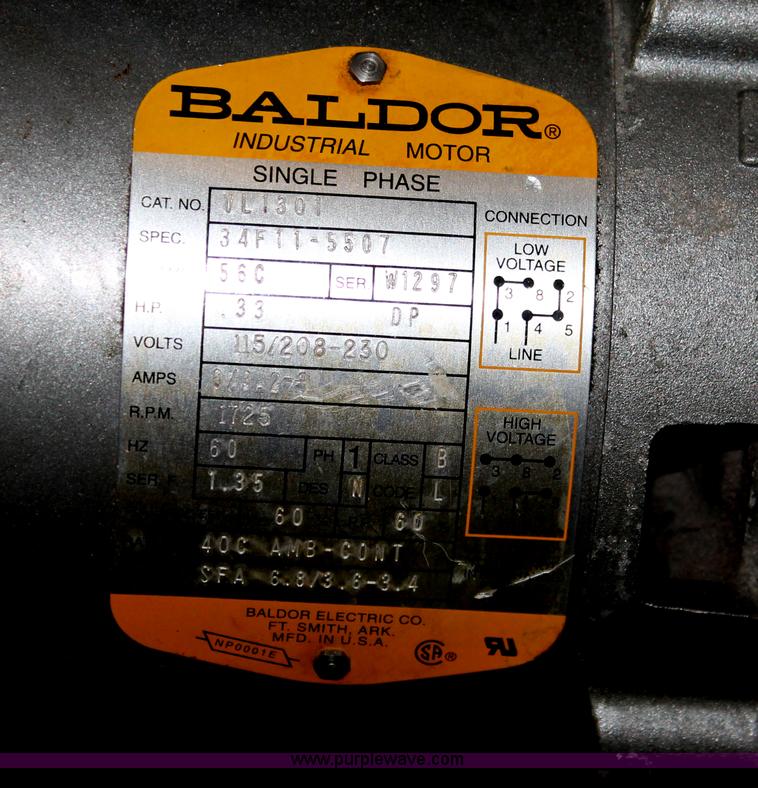 BALDOR®
INDUSTRIAL MOTOR
SINGLE PHASE
CAT. NO. VL1301
SPEC. 34F11-5507
56C SER W1297
H.P. .33 DP
VOLTS 115/208-230
AMPS
R.P.M. 1725
HZ 60 PH 1 CLASS B
SER. F. 1.35 DES N CODE L
60 60
40C AMB-CONT
SFA 6.8/3.6-3.4
CONNECTION
LOW
VOLTAGE
3 8 2
1 4 5
LINE
HIGH
VOLTAGE
3 8 2
BALDOR ELECTRIC CO.
FT. SMITH, ARK.
MFD. IN U.S.A.
NP0001E
SA®
RU
www.purplewave.com